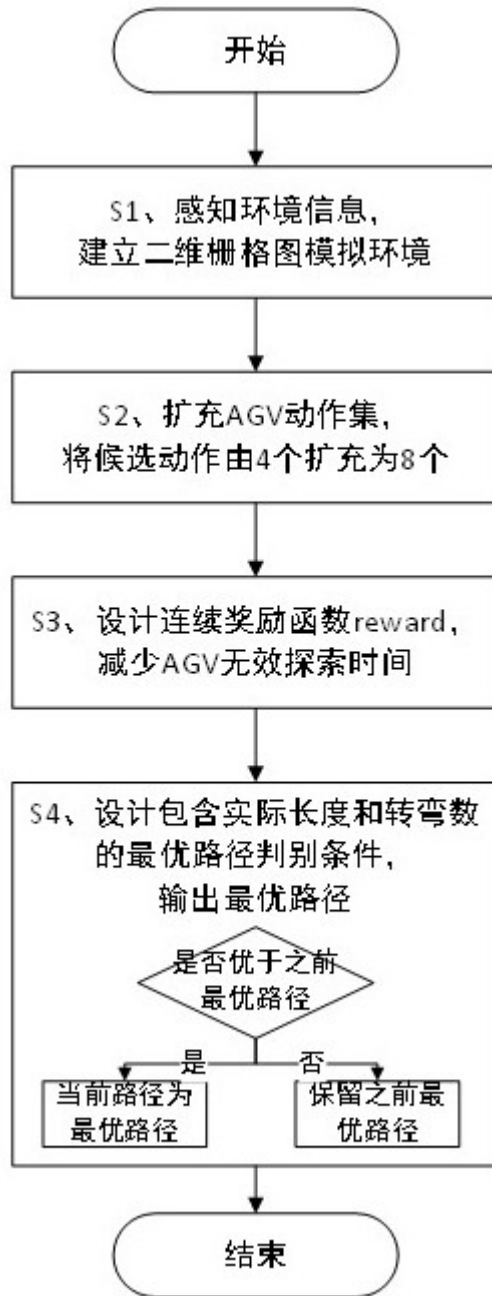 开始
S1、感知环境信息,
建立二维栅格图模拟环境
S2、扩充AGV动作集,
将候选动作由4个扩充为8个
S3、设计连续奖励函数reward,
减少AGV无效探索时间
S4、设计包含实际长度和转弯数
的最优路径判别条件,
输出最优路径
是否优于之前
最优路径
是
否
当前路径为
最优路径
保留之前最
优路径
结束